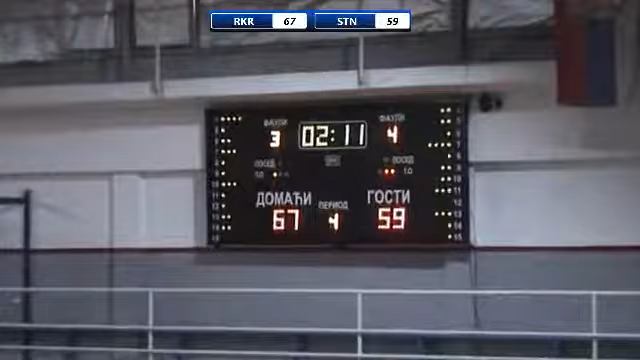 RKR 67 STN 59
ФАУЛИ ФАУЛИ
3 02:11 4
ПОСЕД ПОСЕД
ДОМАЋИ ПЕРИОД ГОСТИ
67 4 59